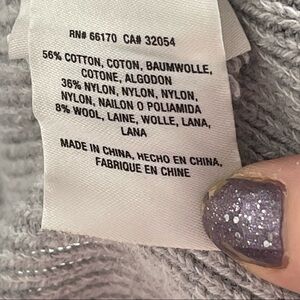 RN# 66170 CA# 32054
56% COTTON, COTON, BAUMWOLLE,
COTONE, ALGODON
36% NYLON, NYLON, NYLON,
NYLON, NAILON O POLIAMIDA
8% WOOL, LAINE, WOLLE, LANA,
LANA
MADE IN CHINA, HECHO EN CHINA,
FABRIQUE EN CHINE